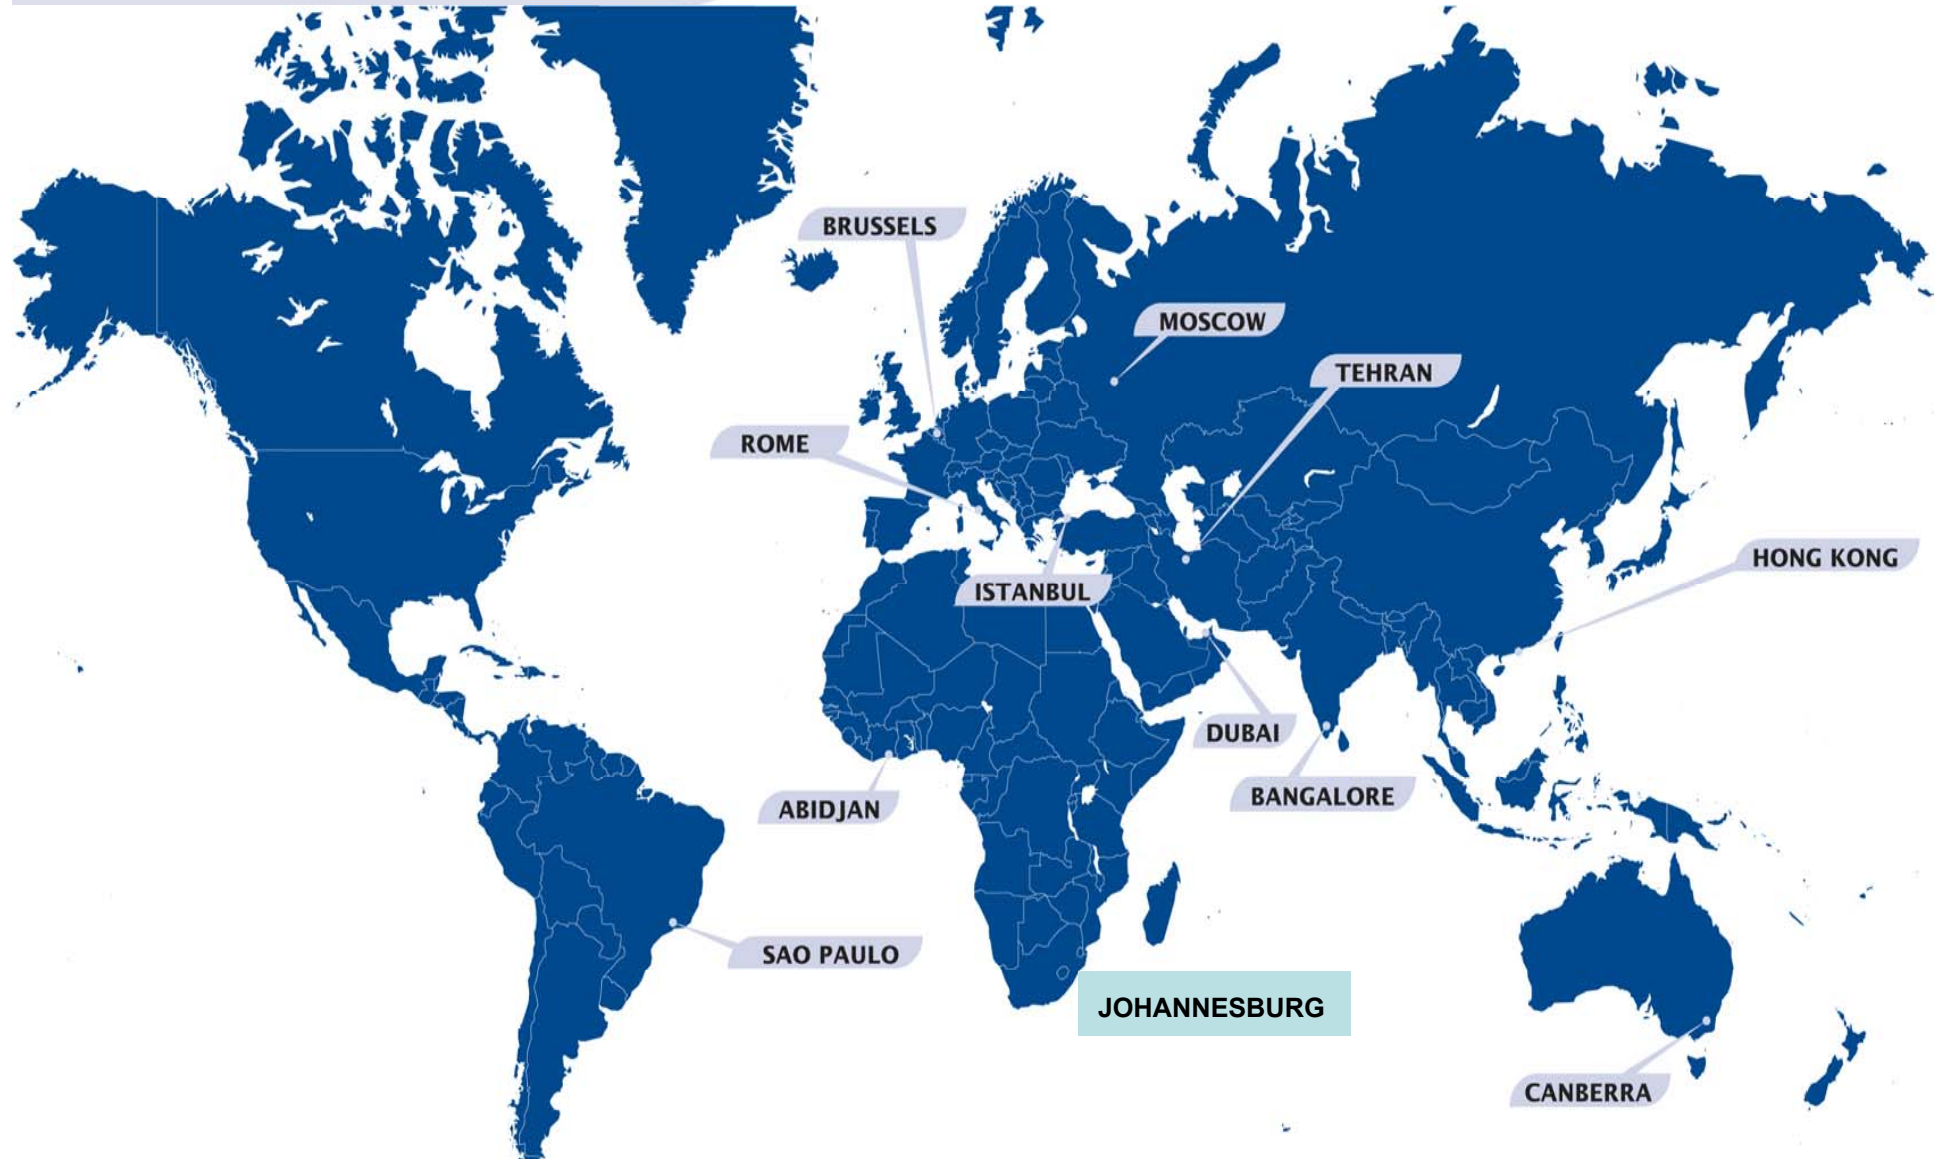 BRUSSELS
MOSCOW
TEHRAN
ROME
HONG KONG
ISTANBUL
DUBAI
BANGALORE
ABIDJAN
SAO PAULO
JOHANNESBURG
CANBERRA